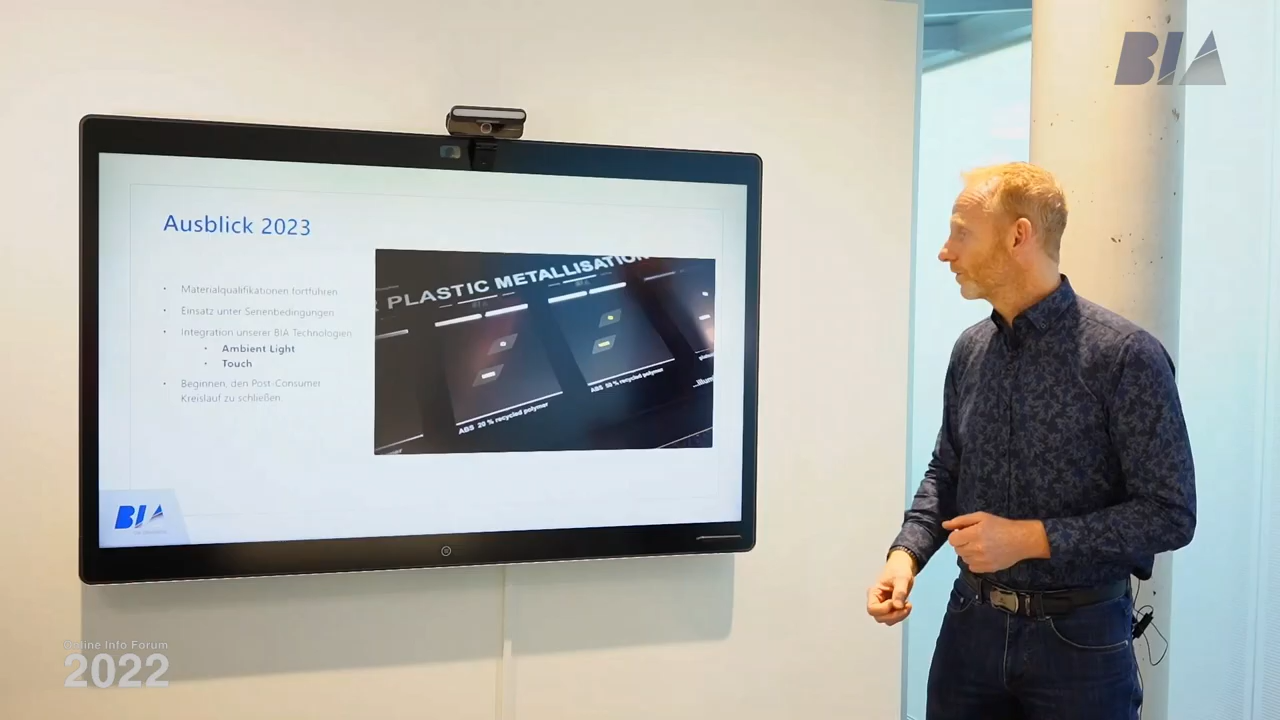 BIA
Ausblick 2023
• Materialqualifikationen fortführen
• Einsatz unter Serienbedingungen
• Integration unserer BIA Technologien
• Ambient Light
• Touch
• Beginnen, den Post-Consumer
Kreislauf zu schließen
PLASTIC METALLISATION
ABS 20 % recycled polymer
ABS 50 % recycled polymer
BIA
Online Info Forum
2022